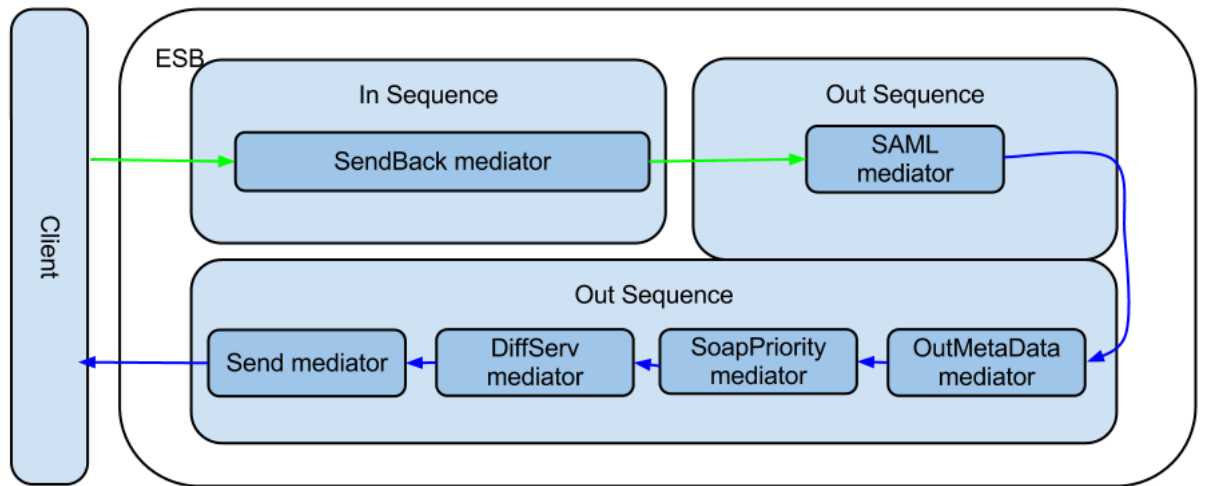 ESB
In Sequence
Out Sequence
SendBack mediator
SAML
mediator
Client
Out Sequence
Send mediator
DiffServ
mediator
SoapPriority
mediator
OutMetaData
mediator